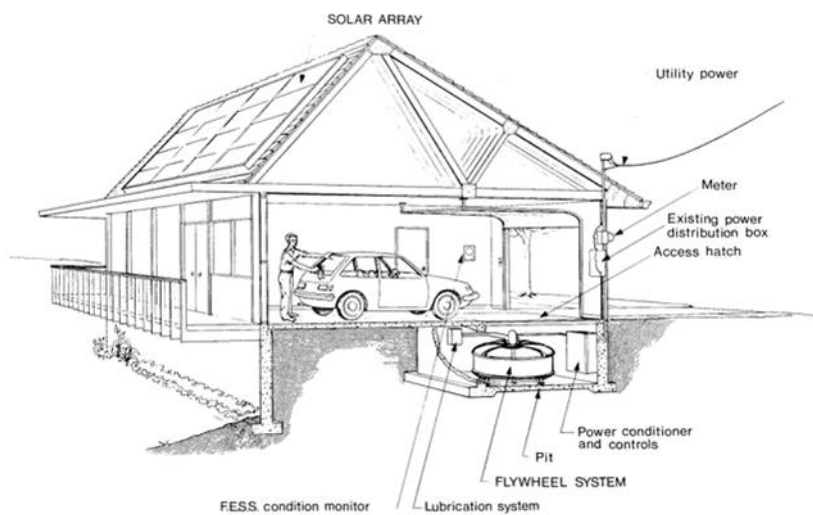 SOLAR ARRAY
Utility power
Meter
Existing power
distribution box
Access hatch
Power conditioner
and controls
Pit
FLYWHEEL SYSTEM
F.E.S.S. condition monitor
Lubrication system